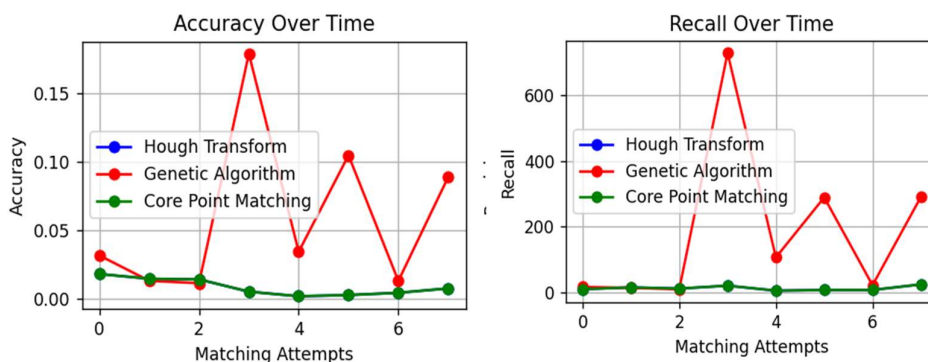 Accuracy Over Time
Accuracy
0.15
0.10
0.05
0.00
Hough Transform
Genetic Algorithm
Core Point Matching
0 2 4 6
Matching Attempts
Recall Over Time
Recall
600
400
200
0
Hough Transform
Genetic Algorithm
Core Point Matching
0 2 4 6
Matching Attempts